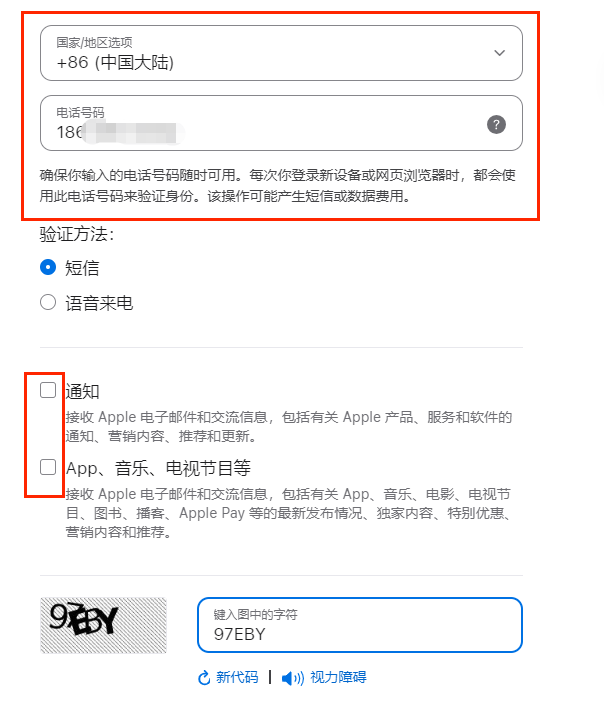 国家/地区选项
+86 (中国大陆)
电话号码
186
?
确保你输入的电话号码随时可用。每次你登录新设备或网页浏览器时，都会使
用此电话号码来验证身份。该操作可能产生短信或数据费用。
验证方法：
短信
语音来电
通知
接收 Apple 电子邮件和交流信息，包括有关 Apple 产品、服务和软件的
通知、营销内容、推荐和更新。
App、音乐、电视节目等
接收 Apple 电子邮件和交流信息，包括有关 App、音乐、电影、电视节
目、图书、播客、Apple Pay 等的最新发布情况、独家内容、特别优惠、
营销内容和推荐。
97EBY
键入图中的字符
97EBY
新代码 | 视力障碍